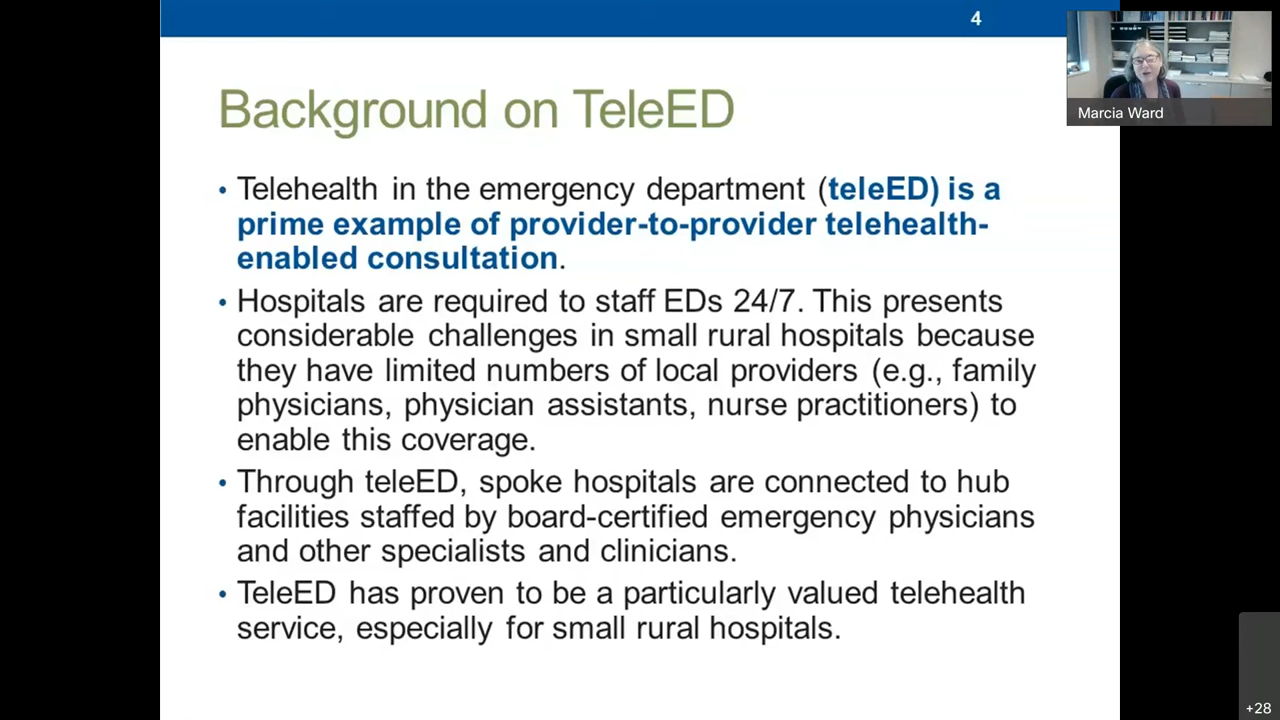 4
Marcia Ward
Background on TeleED
• Telehealth in the emergency department (teleED) is a
prime example of provider-to-provider telehealth-
enabled consultation.
• Hospitals are required to staff EDs 24/7. This presents
considerable challenges in small rural hospitals because
they have limited numbers of local providers (e.g., family
physicians, physician assistants, nurse practitioners) to
enable this coverage.
• Through teleED, spoke hospitals are connected to hub
facilities staffed by board-certified emergency physicians
and other specialists and clinicians.
• TeleED has proven to be a particularly valued telehealth
service, especially for small rural hospitals.
+28